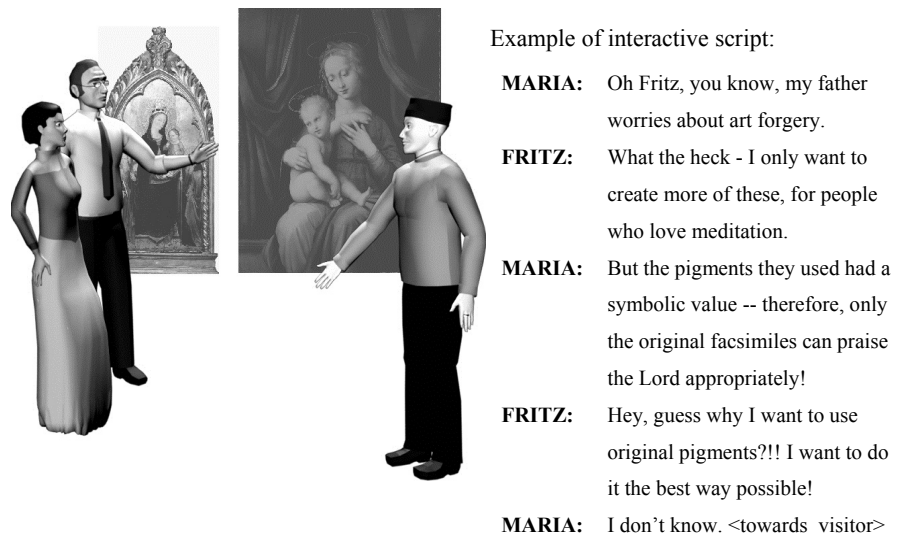 Example of interactive script:
MARIA: Oh Fritz, you know, my father
worries about art forgery.
FRITZ: What the heck - I only want to
create more of these, for people
who love meditation.
MARIA: But the pigments they used had a
symbolic value -- therefore, only
the original facsimiles can praise
the Lord appropriately!
FRITZ: Hey, guess why I want to use
original pigments?!! I want to do
it the best way possible!
MARIA: I don’t know. <towards visitor>